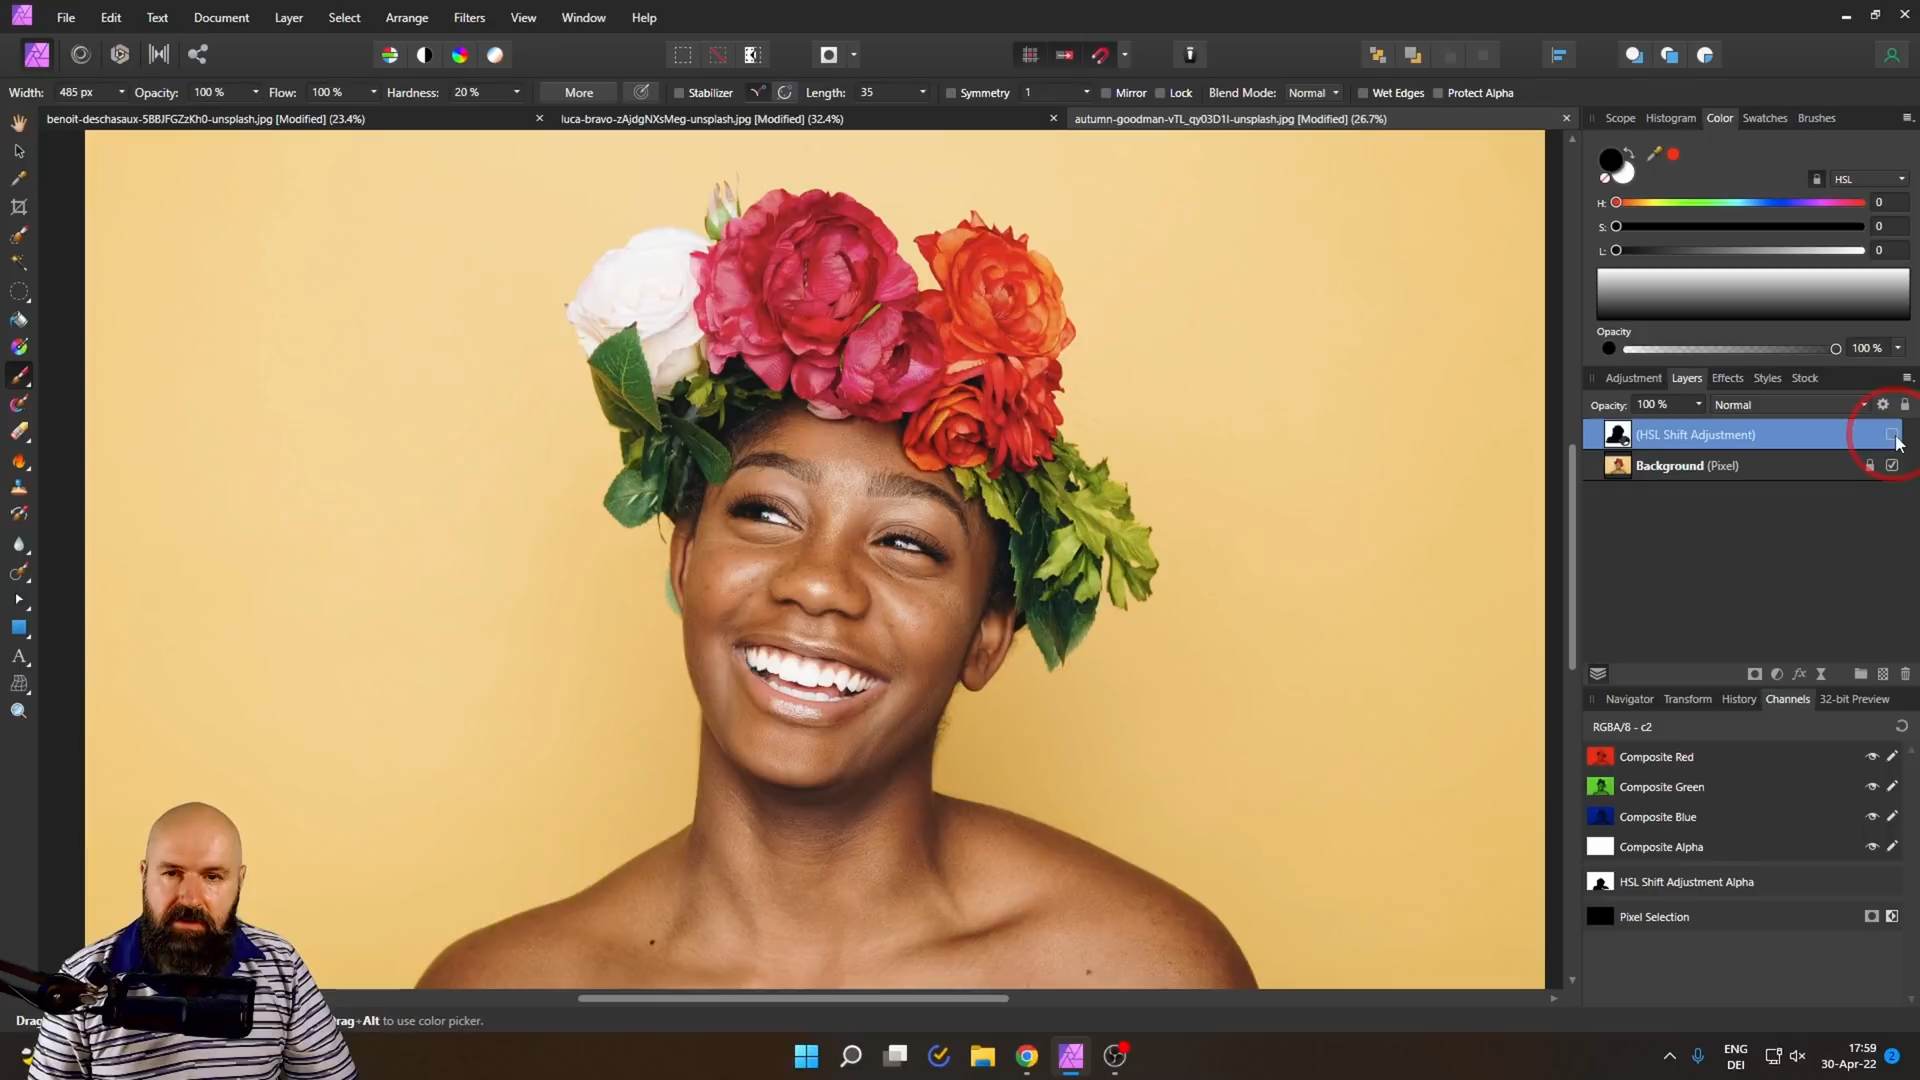 File Edit Text Document Layer Select Arrange Filters View Window Help
Width: 485 px Opacity: 100 % Flow: 100 % Hardness: 20 % More Stabilizer Length: 35 Symmetry 1 Mirror Lock Blend Mode: Normal Wet Edges Protect Alpha
benoit-deschasaux-5BBJFGZzKh0-unsplash.jpg [Modified] (23.4%) luca-bravo-zAjdgNXsMeg-unsplash.jpg [Modified] (32.4%) autumn-goodman-vTL_qy03D1I-unsplash.jpg [Modified] (26.7%)
Scope Histogram Color Swatches Brushes
HSL
H: 0
S: 0
L: 0
Opacity
100 %
Adjustment Layers Effects Styles Stock
Opacity: 100 % Normal
(HSL Shift Adjustment)
Background (Pixel)
Navigator Transform History Channels 32-bit Preview
RGBA/8 - c2
Composite Red
Composite Green
Composite Blue
Composite Alpha
HSL Shift Adjustment Alpha
Pixel Selection
to use color picker.
ENG
DEI
17:59
30-Apr-22
2